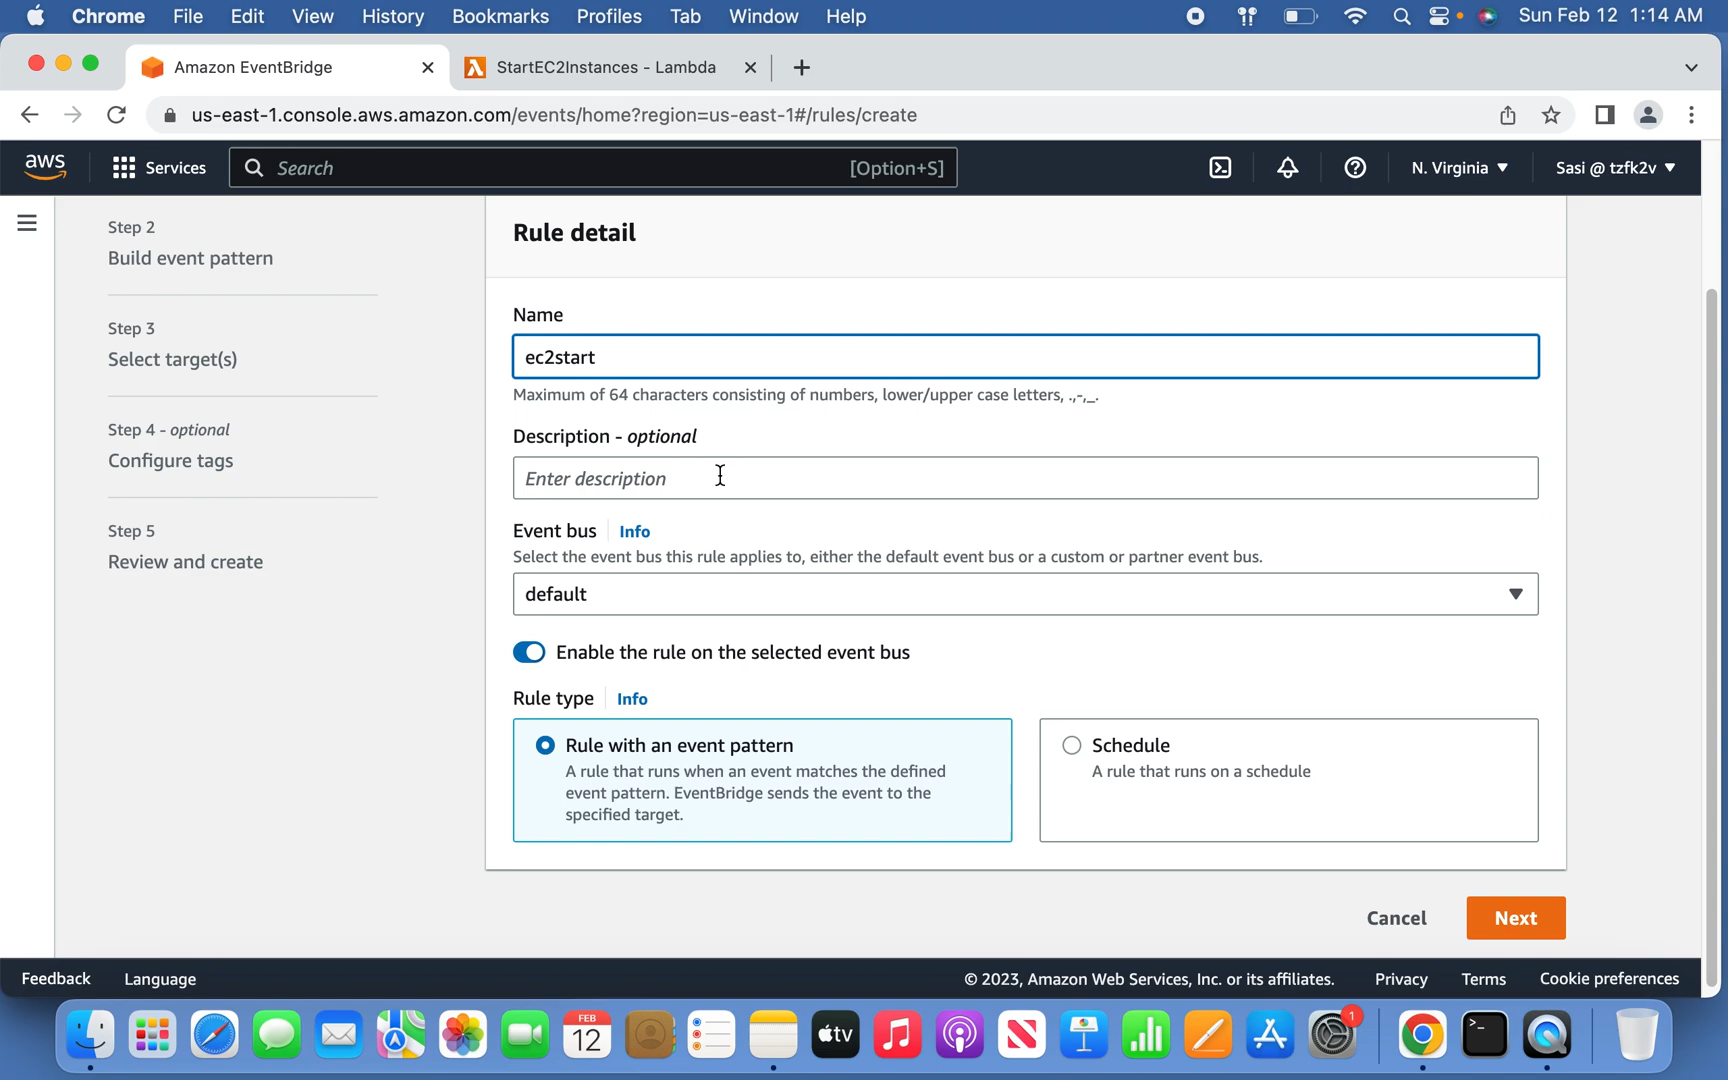 Chrome File Edit View History Bookmarks Profiles Tab Window Help Sun Feb 12 1:14 AM
Amazon EventBridge StartEC2Instances - Lambda
us-east-1.console.aws.amazon.com/events/home?region=us-east-1#/rules/create
aws Services Search [Option+S] N. Virginia Sasi @ tzfk2v
Step 2
Build event pattern
Step 3
Select target(s)
Step 4 - optional
Configure tags
Step 5
Review and create
Rule detail
Name
ec2start
Maximum of 64 characters consisting of numbers, lower/upper case letters, .,-,_.
Description - optional
Enter description
Event bus Info
Select the event bus this rule applies to, either the default event bus or a custom or partner event bus.
default
Enable the rule on the selected event bus
Rule type Info
Rule with an event pattern
A rule that runs when an event matches the defined
event pattern. EventBridge sends the event to the
specified target.
Schedule
A rule that runs on a schedule
Cancel Next
Feedback Language © 2023, Amazon Web Services, Inc. or its affiliates. Privacy Terms Cookie preferences
FEB
12
tv
1